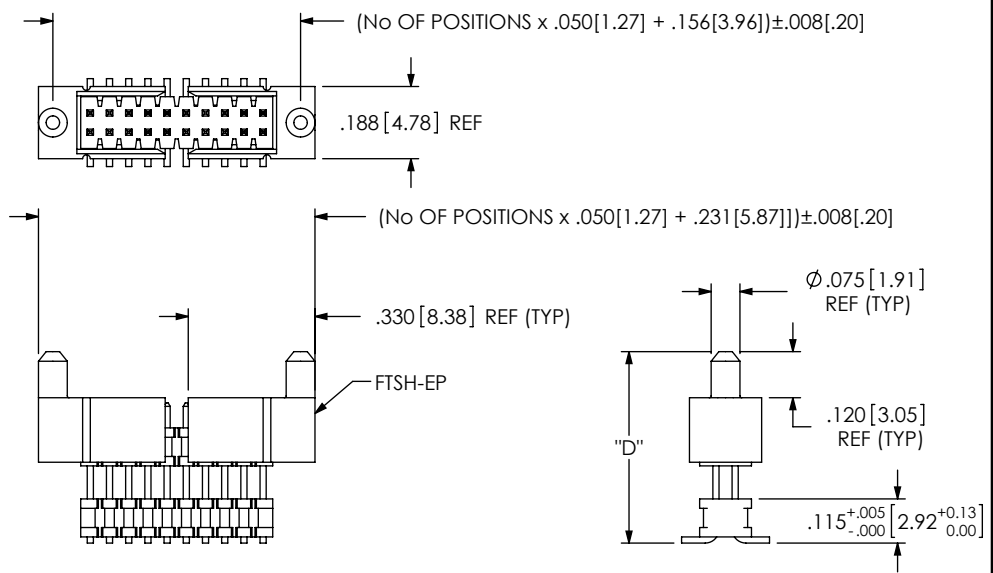 (No OF POSITIONS x .050[1.27] + .156[3.96])±.008[.20]
.188[4.78] REF
(No OF POSITIONS x .050[1.27] + .231[5.87]])±.008[.20]
Ø.075[1.91]
REF (TYP)
.330[8.38] REF (TYP)
FTSH-EP
"D"
.120[3.05]
REF (TYP)
.115+.005-.000[2.92+0.13 0.00]